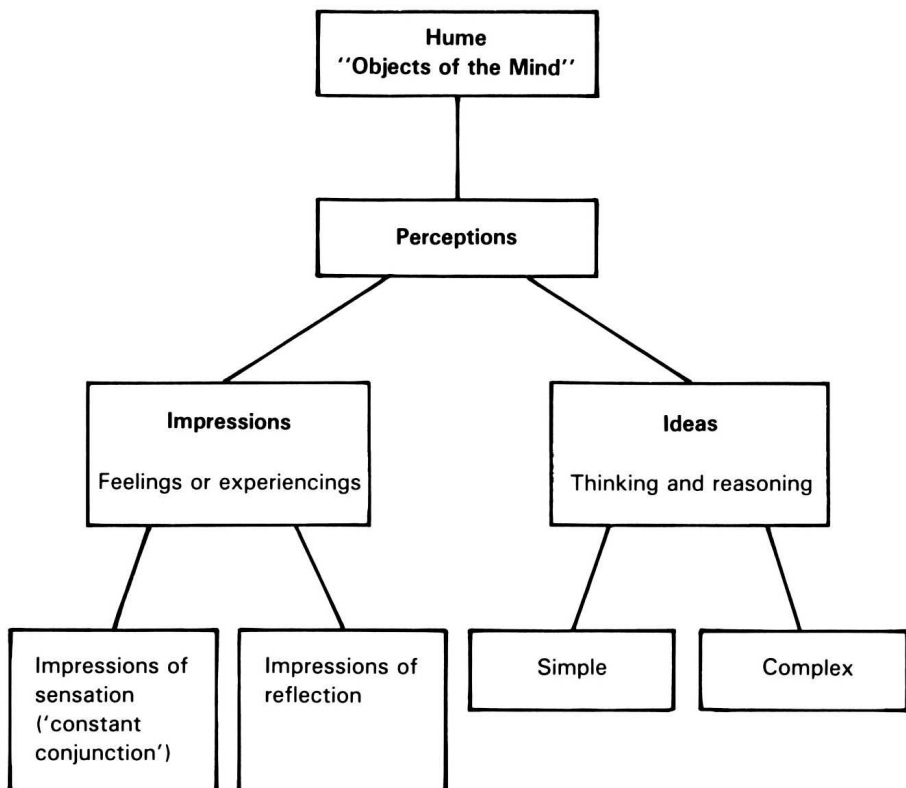 Hume
''Objects of the Mind''
Perceptions
Impressions
Feelings or experiencings
Ideas
Thinking and reasoning
Impressions of
sensation
('constant
conjunction')
Impressions of
reflection
Simple
Complex